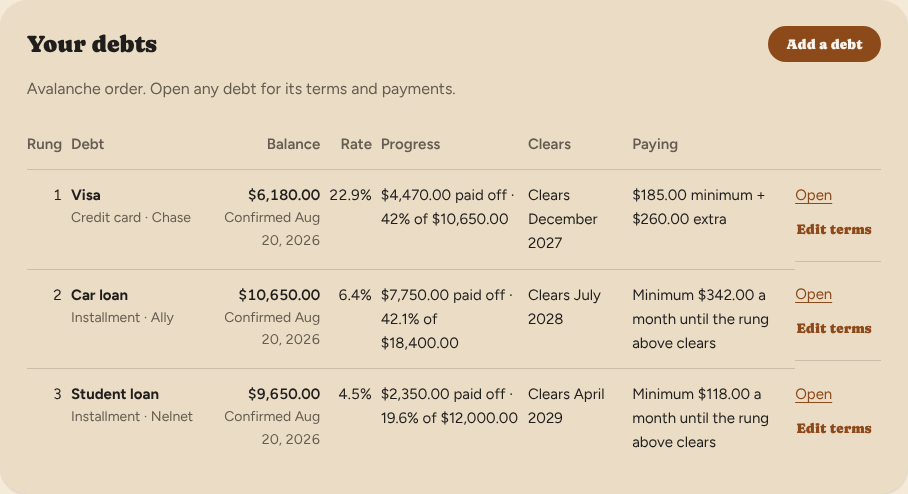 Your debts
Add a debt
Avalanche order. Open any debt for its terms and payments.
Rung Debt Balance Rate Progress Clears Paying
1 Visa $6,180.00 22.9% $4,470.00 paid off · Clears $185.00 minimum + Open
Credit card · Chase Confirmed Aug 42% of $10,650.00 December $260.00 extra
20, 2026 2027 Edit terms
2 Car loan $10,650.00 6.4% $7,750.00 paid off · Clears July Minimum $342.00 a Open
Installment · Ally Confirmed Aug 42.1% of 2028 month until the rung
20, 2026 $18,400.00 above clears Edit terms
3 Student loan $9,650.00 4.5% $2,350.00 paid off · Clears April Minimum $118.00 a Open
Installment · Nelnet Confirmed Aug 19.6% of $12,000.00 2029 month until the rung
20, 2026 above clears Edit terms